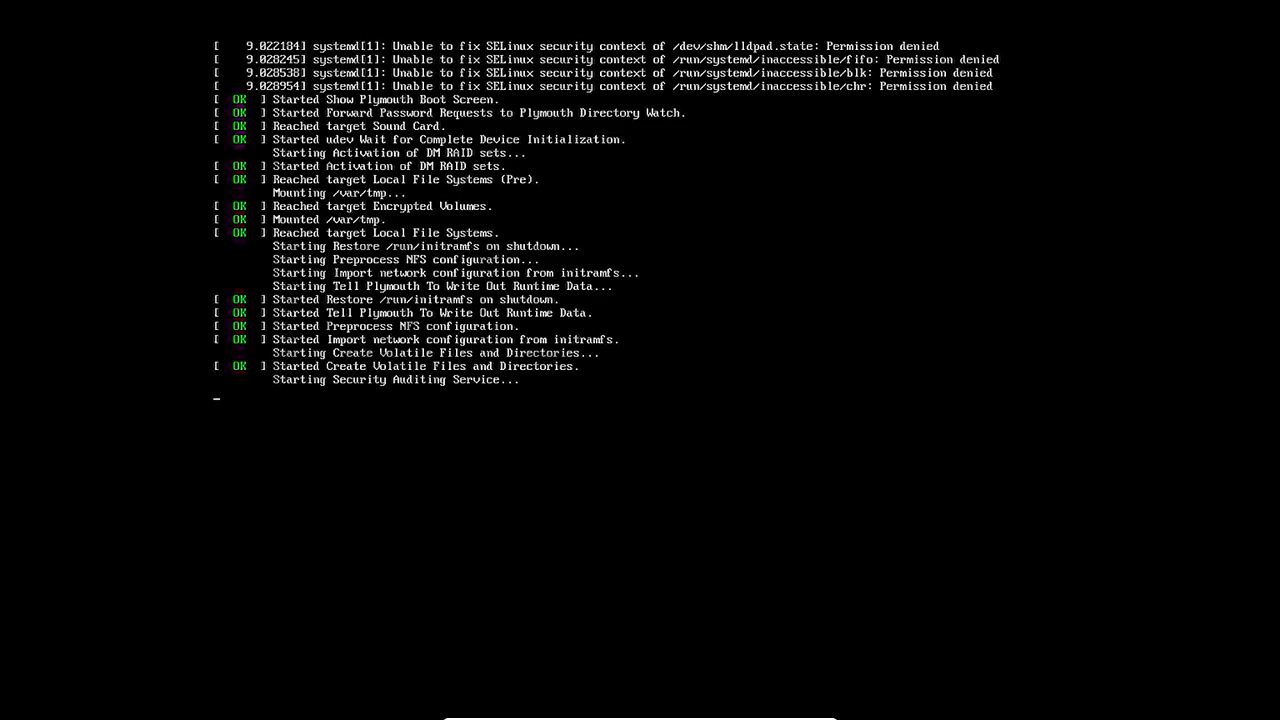 [    9.022184] systemd[1]: Unable to fix SELinux security context of /dev/shm/lldpad.state: Permission denied
[    9.028245] systemd[1]: Unable to fix SELinux security context of /run/systemd/inaccessible/fifo: Permission denied
[    9.028538] systemd[1]: Unable to fix SELinux security context of /run/systemd/inaccessible/blk: Permission denied
[    9.028954] systemd[1]: Unable to fix SELinux security context of /run/systemd/inaccessible/chr: Permission denied
[  OK  ] Started Show Plymouth Boot Screen.
[  OK  ] Started Forward Password Requests to Plymouth Directory Watch.
[  OK  ] Reached target Sound Card.
[  OK  ] Started udev Wait for Complete Device Initialization.
         Starting Activation of DM RAID sets...
[  OK  ] Started Activation of DM RAID sets.
[  OK  ] Reached target Local File Systems (Pre).
         Mounting /var/tmp...
[  OK  ] Reached target Encrypted Volumes.
[  OK  ] Mounted /var/tmp.
[  OK  ] Reached target Local File Systems.
         Starting Restore /run/initramfs on shutdown...
         Starting Preprocess NFS configuration...
         Starting Import network configuration from initramfs...
         Starting Tell Plymouth To Write Out Runtime Data...
[  OK  ] Started Restore /run/initramfs on shutdown.
[  OK  ] Started Tell Plymouth To Write Out Runtime Data.
[  OK  ] Started Preprocess NFS configuration.
[  OK  ] Started Import network configuration from initramfs.
         Starting Create Volatile Files and Directories...
[  OK  ] Started Create Volatile Files and Directories.
         Starting Security Auditing Service...